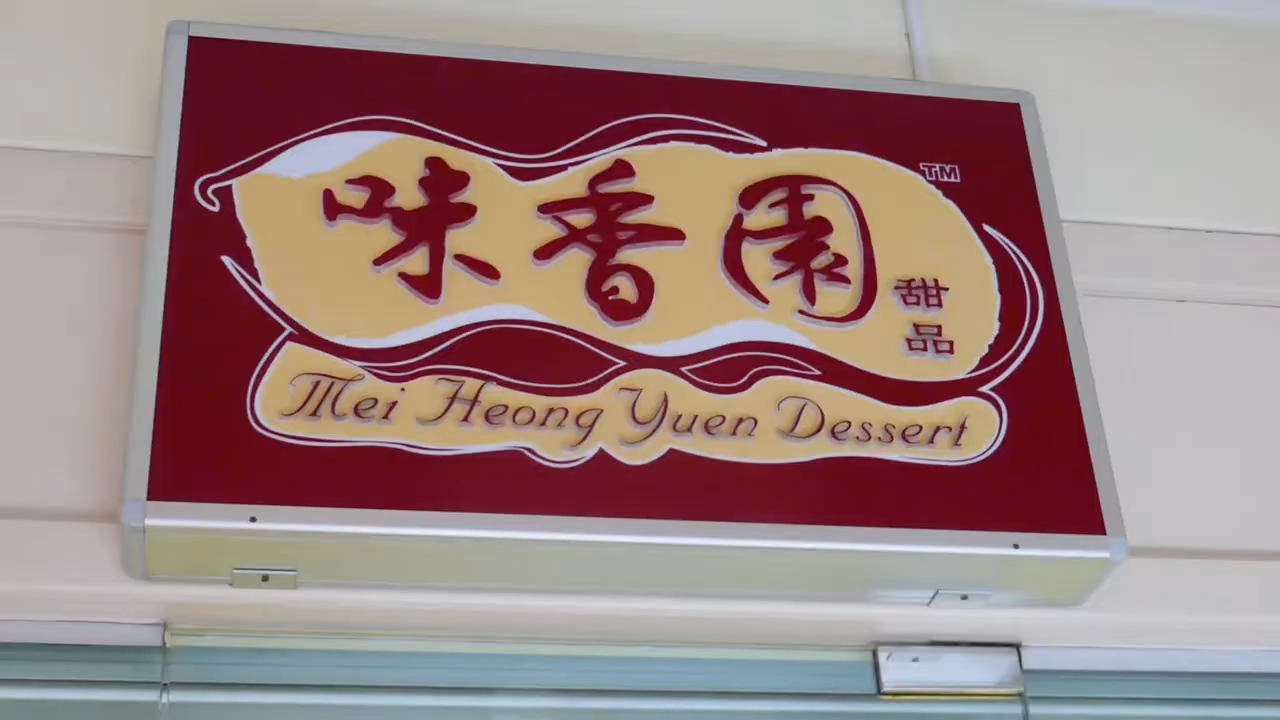 味香園
TM
甜品
Mei Heong Yuen Dessert